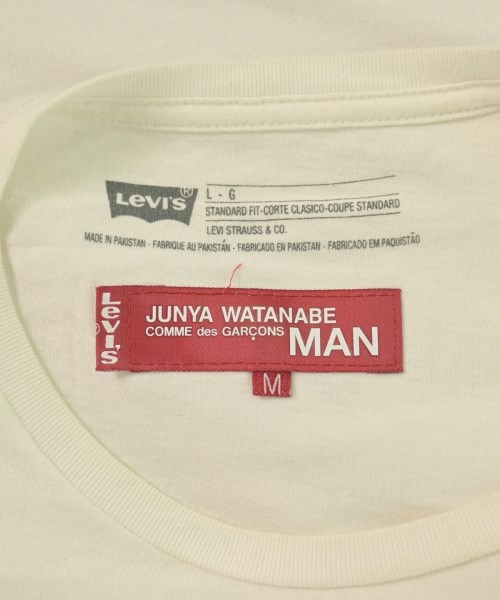 Levi's®
L - G
STANDARD FIT-CORTE CLASICO-COUPE STANDARD
LEVI STRAUSS & CO.
MADE IN PAKISTAN - FABRIQUE AU PAKISTÁN - FABRICADO EN PAKISTAN - FABRICADO EM PAQUISTÃO
Levi's®
JUNYA WATANABE
COMME des GARÇONS MAN
M